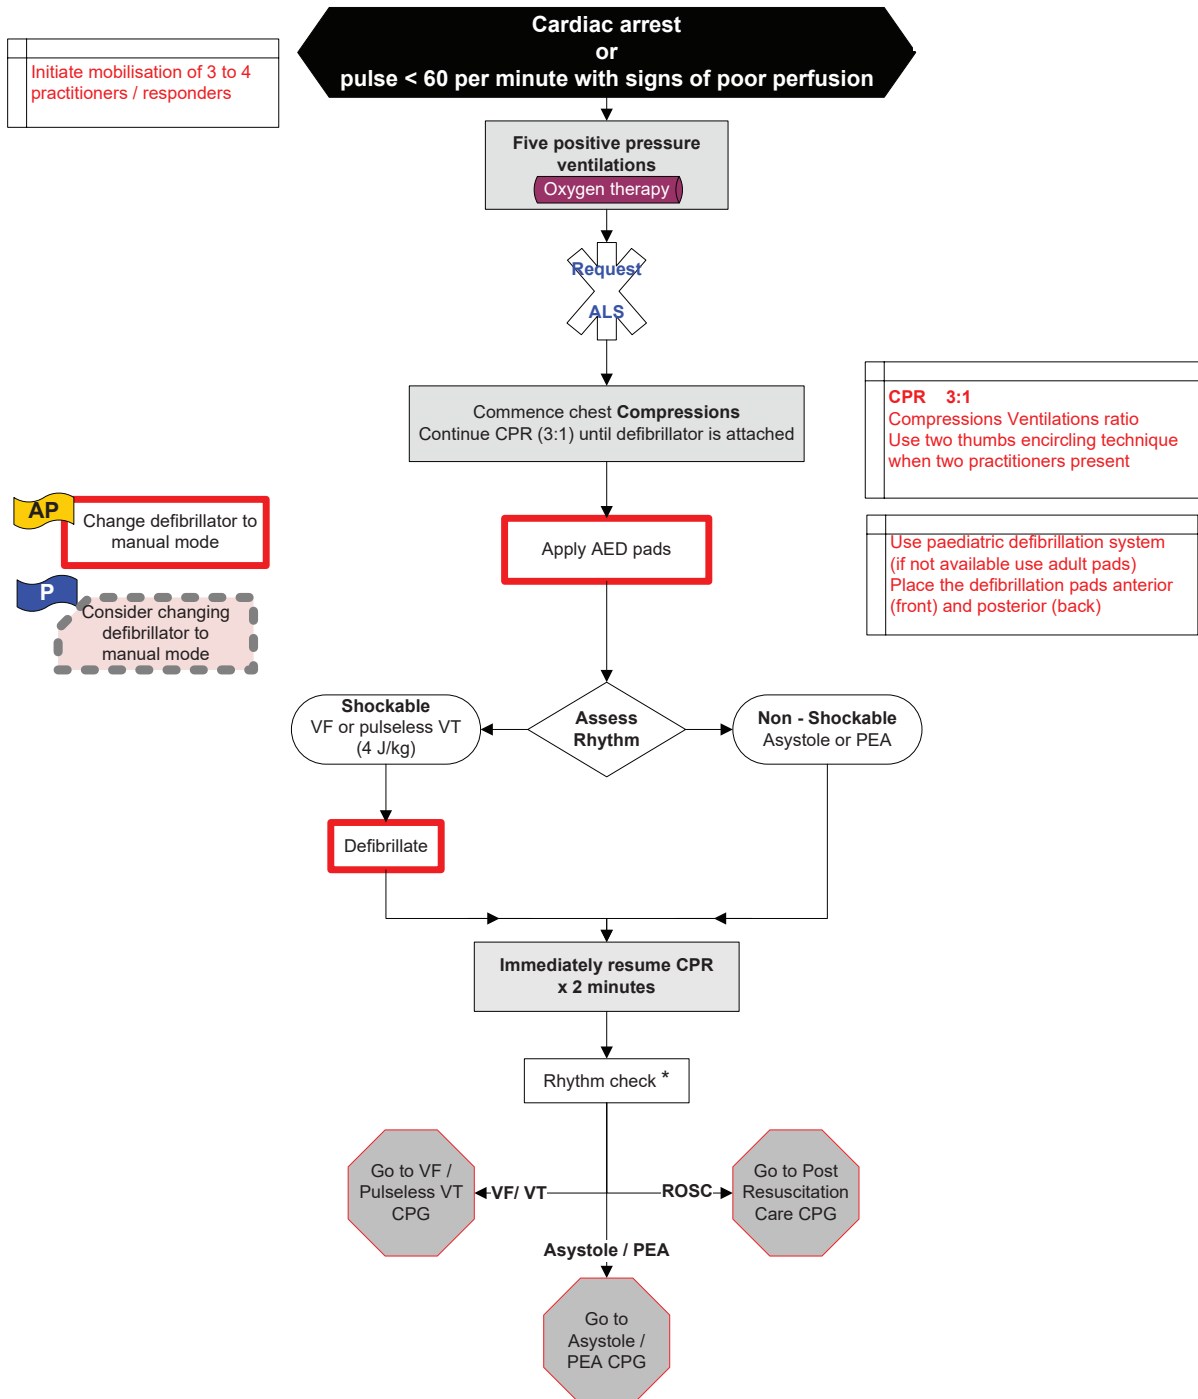 Cardiac arrest
or
pulse < 60 per minute with signs of poor perfusion
Initiate mobilisation of 3 to 4
practitioners / responders
Five positive pressure
ventilations
Oxygen therapy
Request
ALS
Commence chest Compressions
Continue CPR (3:1) until defibrillator is attached
CPR 3:1
Compressions Ventilations ratio
Use two thumbs encircling technique
when two practitioners present
AP
Change defibrillator to
manual mode
Apply AED pads
Use paediatric defibrillation system
(if not available use adult pads)
Place the defibrillation pads anterior
(front) and posterior (back)
P
Consider changing
defibrillator to
manual mode
Shockable
VF or pulseless VT
(4 J/kg)
Assess
Rhythm
Non - Shockable
Asystole or PEA
Defibrillate
Immediately resume CPR
x 2 minutes
Rhythm check *
Go to VF /
Pulseless VT
CPG
VF/ VT
ROSC
Go to Post
Resuscitation
Care CPG
Asystole / PEA
Go to
Asystole /
PEA CPG